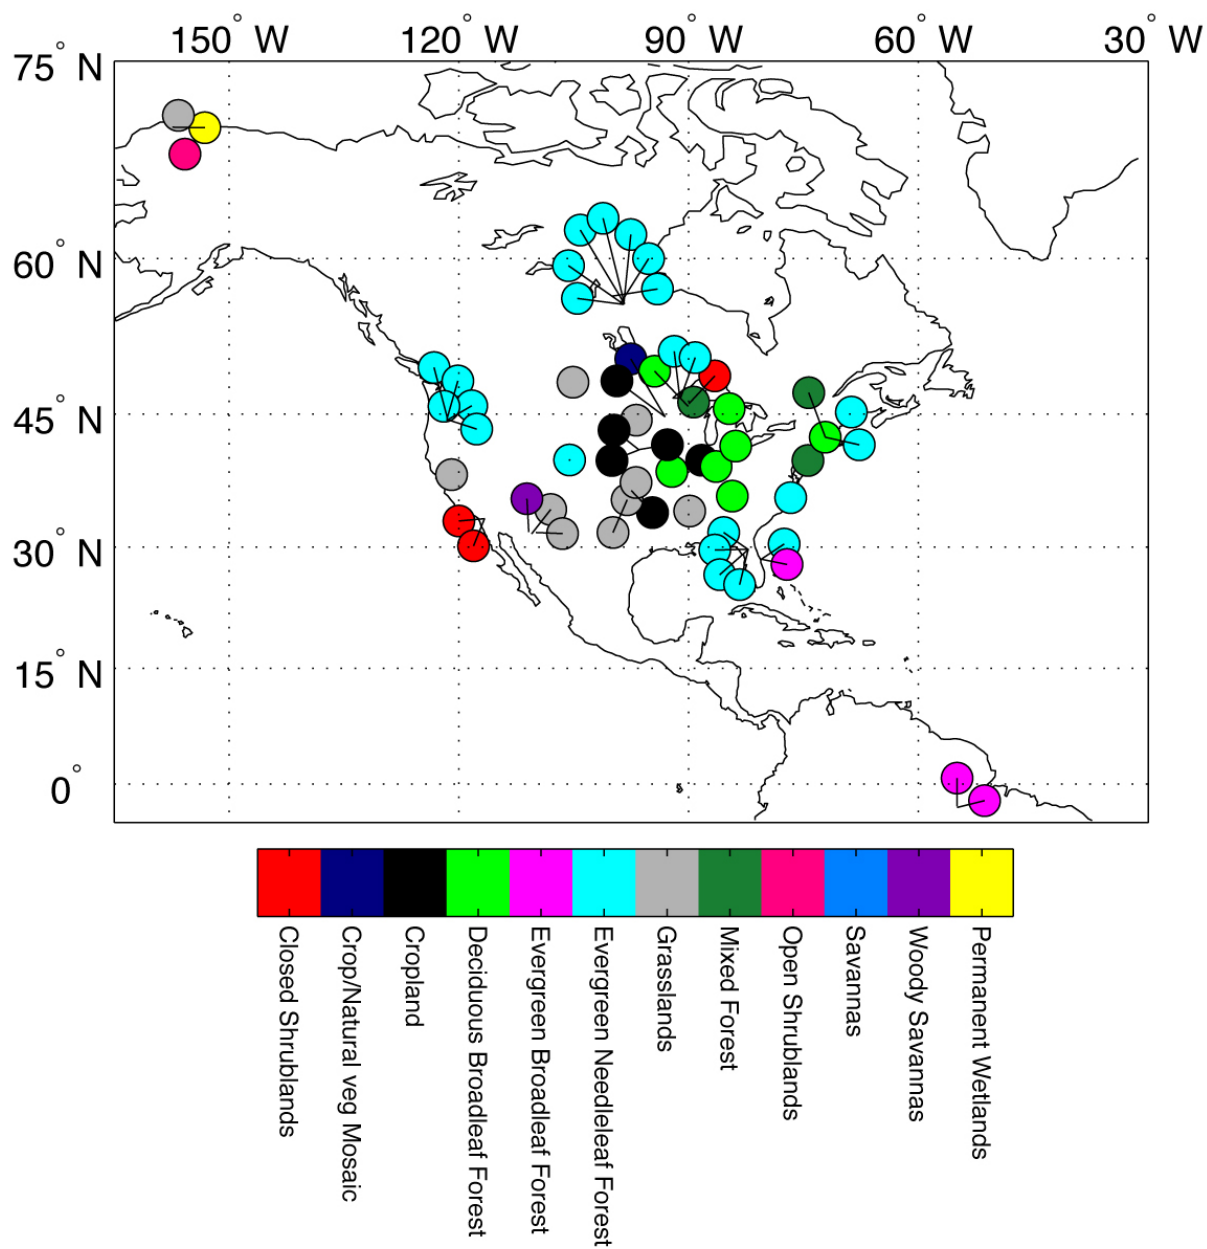 150° W 120° W 90° W 60° W 30° W
75° N
60° N
45° N
30° N
15° N
0°
Closed Shrublands
Crop/Natural veg Mosaic
Cropland
Deciduous Broadleaf Forest
Evergreen Broadleaf Forest
Evergreen Needleleaf Forest
Grasslands
Mixed Forest
Open Shrublands
Savannas
Woody Savannas
Permanent Wetlands